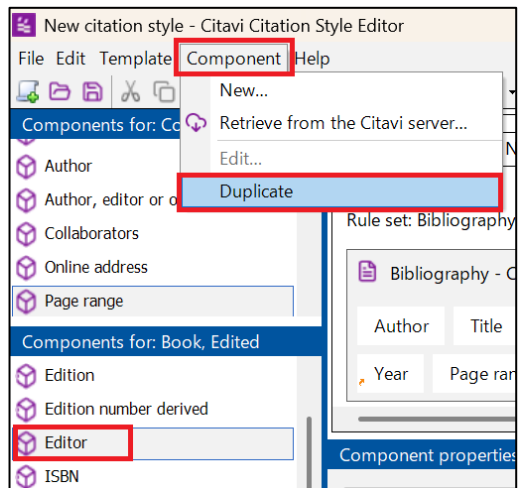 New citation style - Citavi Citation Style Editor
File Edit Template Component Help
New...
Retrieve from the Citavi server...
Edit...
Duplicate
Components for: Co
Author
Author, editor or o
Collaborators
Online address
Page range
Components for: Book, Edited
Edition
Edition number derived
Editor
ISBN
N
Rule set: Bibliography
Bibliography - C
Author Title
Year Page ran
Component properties